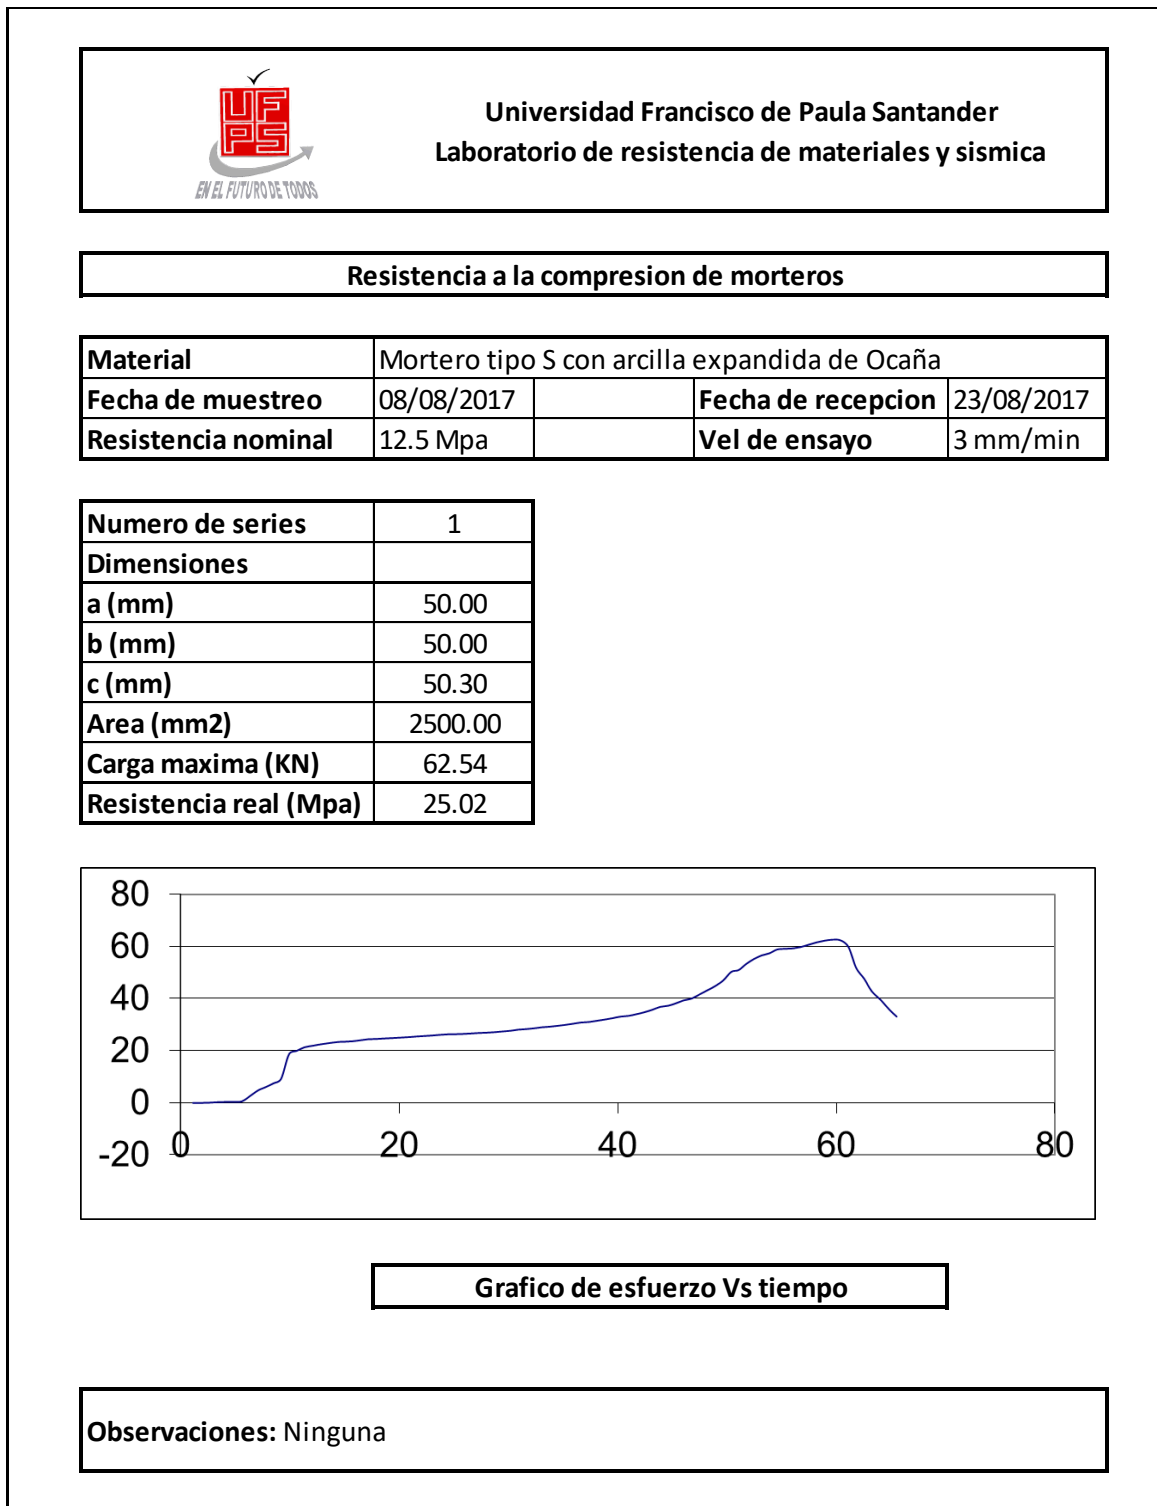 UF
PS
EN EL FUTURO DE TODOS
Universidad Francisco de Paula Santander
Laboratorio de resistencia de materiales y sismica
Resistencia a la compresion de morteros
Material Mortero tipo S con arcilla expandida de Ocaña
Fecha de muestreo 08/08/2017 Fecha de recepcion 23/08/2017
Resistencia nominal 12.5 Mpa Vel de ensayo 3 mm/min
Numero de series 1
Dimensiones
a (mm) 50.00
b (mm) 50.00
c (mm) 50.30
Area (mm2) 2500.00
Carga maxima (KN) 62.54
Resistencia real (Mpa) 25.02
80
60
40
20
0
-20 0 20 40 60 80
Grafico de esfuerzo Vs tiempo
Observaciones: Ninguna